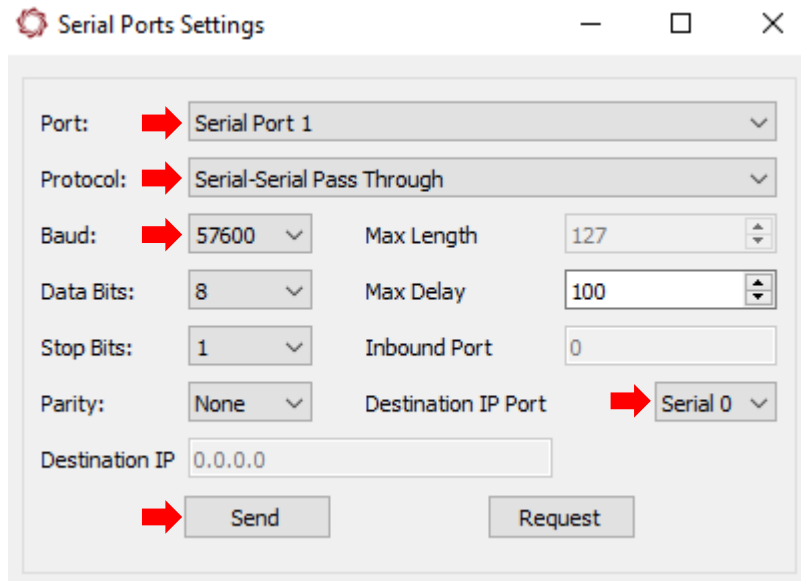 Serial Ports Settings
Port: Serial Port 1
Protocol: Serial-Serial Pass Through
Baud: 57600 Max Length 127
Data Bits: 8 Max Delay 100
Stop Bits: 1 Inbound Port 0
Parity: None Destination IP Port Serial 0
Destination IP 0.0.0.0
Send Request